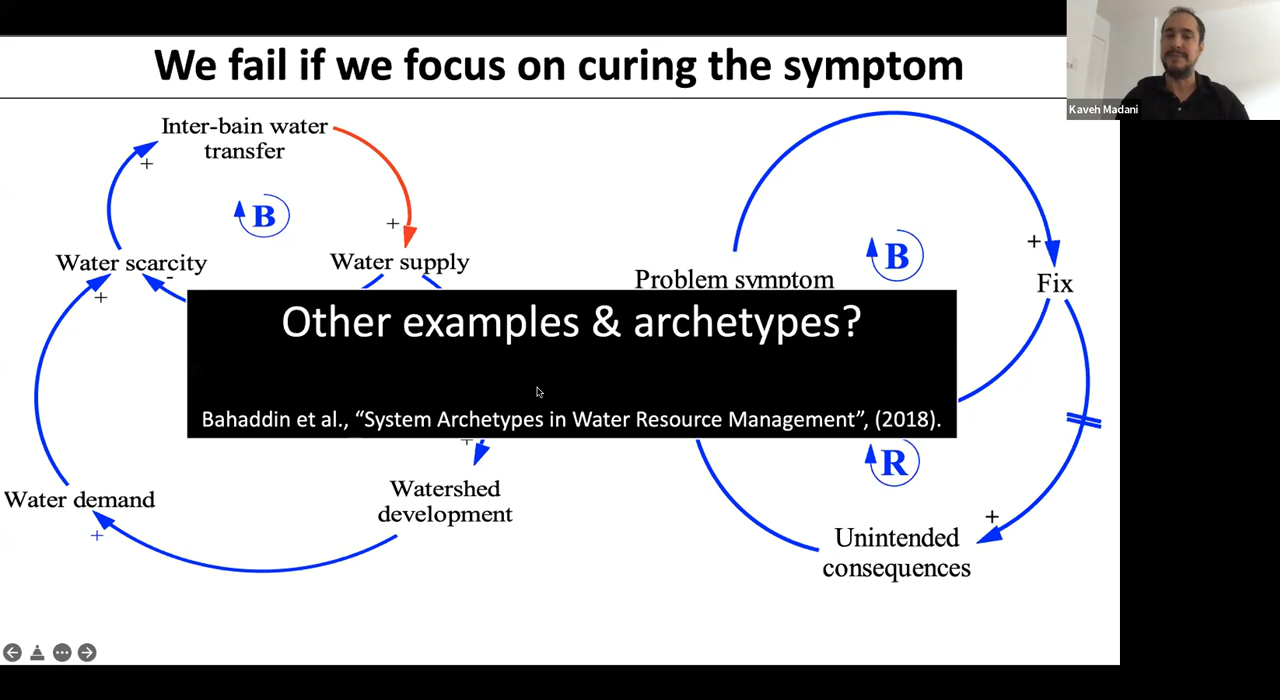 We fail if we focus on curing the symptom
Kaveh Madani
Inter-bain water
transfer
+
B
+
Water scarcity
-
+
Water supply
Problem symptom
B
+
Fix
Other examples & archetypes?
Bahaddin et al., “System Archetypes in Water Resource Management”, (2018).
+
R
Water demand
+
Watershed
development
+
Unintended
consequences